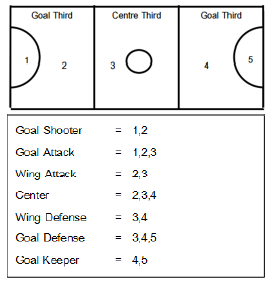 Goal Third Centre Third Goal Third
1 2 3 4 5
Goal Shooter = 1,2
Goal Attack = 1,2,3
Wing Attack = 2,3
Center = 2,3,4
Wing Defense = 3,4
Goal Defense = 3,4,5
Goal Keeper = 4,5